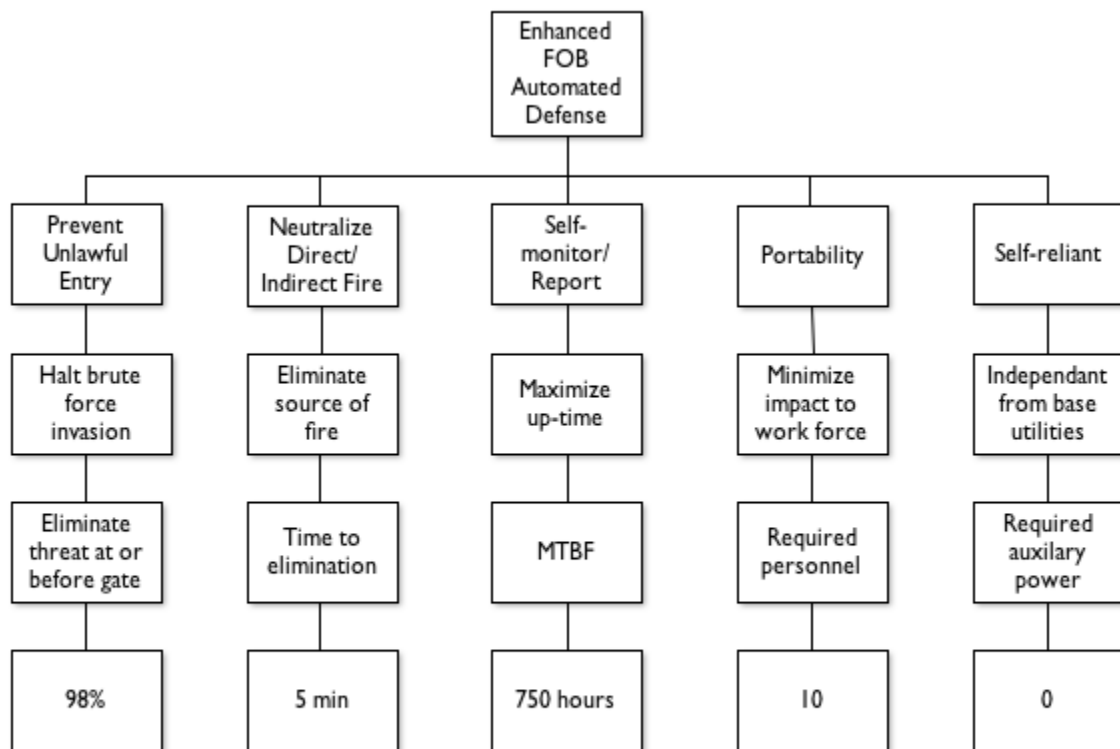 Enhanced
FOB
Automated
Defense
Prevent
Unlawful
Entry
Neutralize
Direct/
Indirect Fire
Self-
monitor/
Report
Portability
Self-reliant
Halt brute
force
invasion
Eliminate
source of
fire
Maximize
up-time
Minimize
impact to
work force
Independant
from base
utilities
Eliminate
threat at or
before gate
Time to
elimination
MTBF
Required
personnel
Required
auxilary
power
98%
5 min
750 hours
10
0